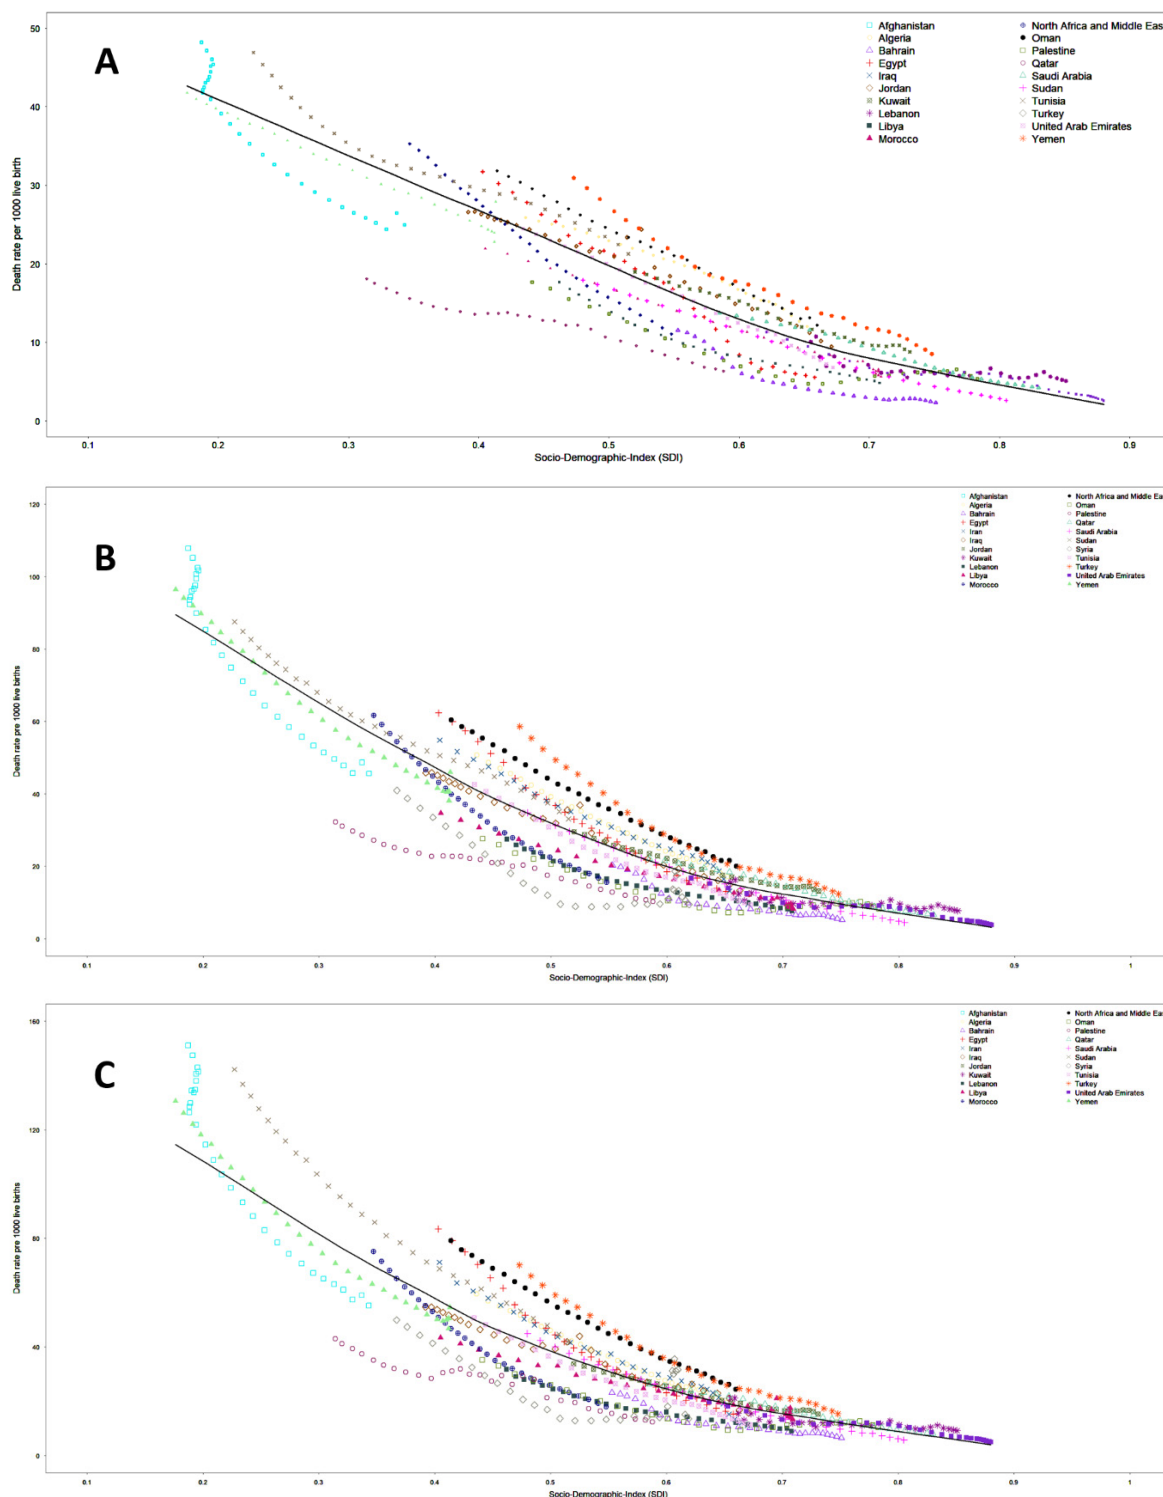 A
Death rate per 1000 live birth
50
40
30
20
10
0
0.1 0.2 0.3 0.4 0.5 0.6 0.7 0.8 0.9
Socio-Demographic-Index (SDI)
Afghanistan
Algeria
Bahrain
Egypt
Iraq
Jordan
Kuwait
Lebanon
Libya
Morocco
North Africa and Middle Eas
Oman
Palestine
Qatar
Saudi Arabia
Sudan
Tunisia
Turkey
United Arab Emirates
Yemen
B
Death rate pre 1000 live births
120
100
80
60
40
20
0
0.1 0.2 0.3 0.4 0.5 0.6 0.7 0.8 0.9 1
Socio-Demographic-Index (SDI)
Afghanistan
Algeria
Bahrain
Egypt
Iran
Iraq
Jordan
Kuwait
Lebanon
Libya
Morocco
North Africa and Middle Eas
Oman
Palestine
Qatar
Saudi Arabia
Sudan
Syria
Tunisia
Turkey
United Arab Emirates
Yemen
C
Death rate pre 1000 live births
160
120
80
40
0
0.1 0.2 0.3 0.4 0.5 0.6 0.7 0.8 0.9 1
Socio-Demographic-Index (SDI)
Afghanistan
Algeria
Bahrain
Egypt
Iran
Iraq
Jordan
Kuwait
Lebanon
Libya
Morocco
North Africa and Middle Eas
Oman
Palestine
Qatar
Saudi Arabia
Sudan
Syria
Tunisia
Turkey
United Arab Emirates
Yemen